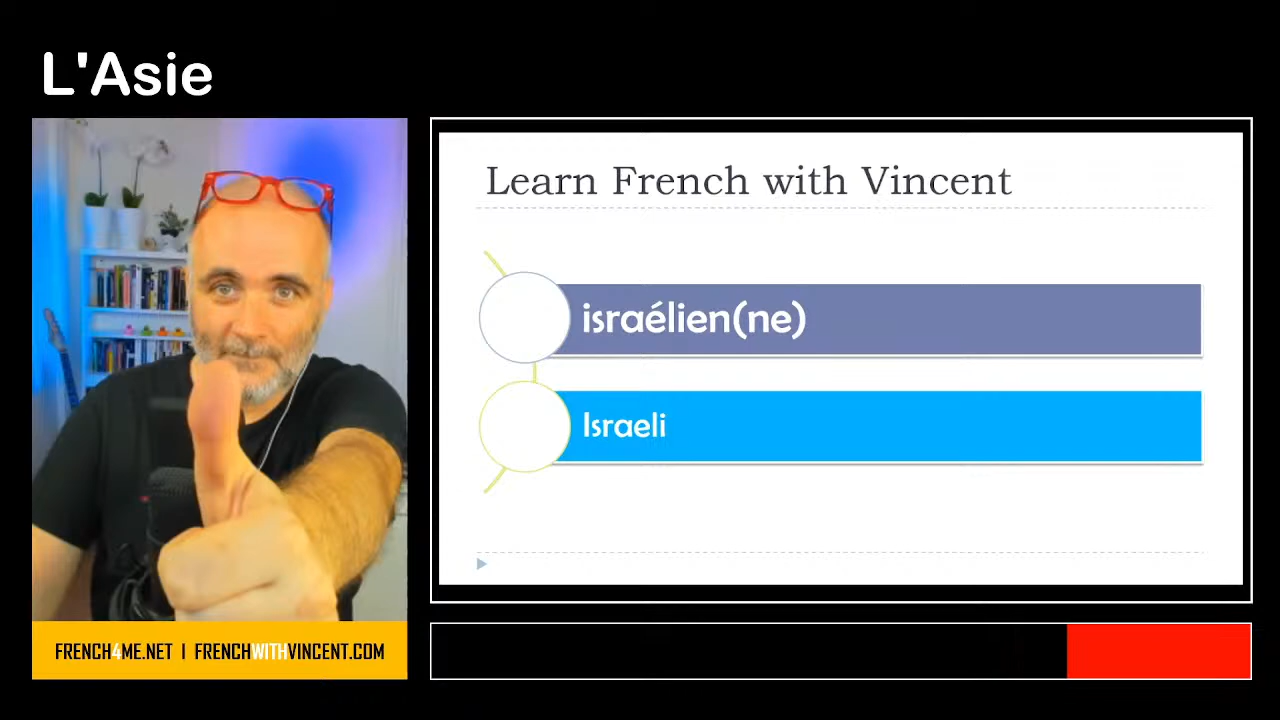 L'Asie
Learn French with Vincent
israélien(ne)
Israeli
FRENCH4ME.NET I FRENCHWITHVINCENT.COM